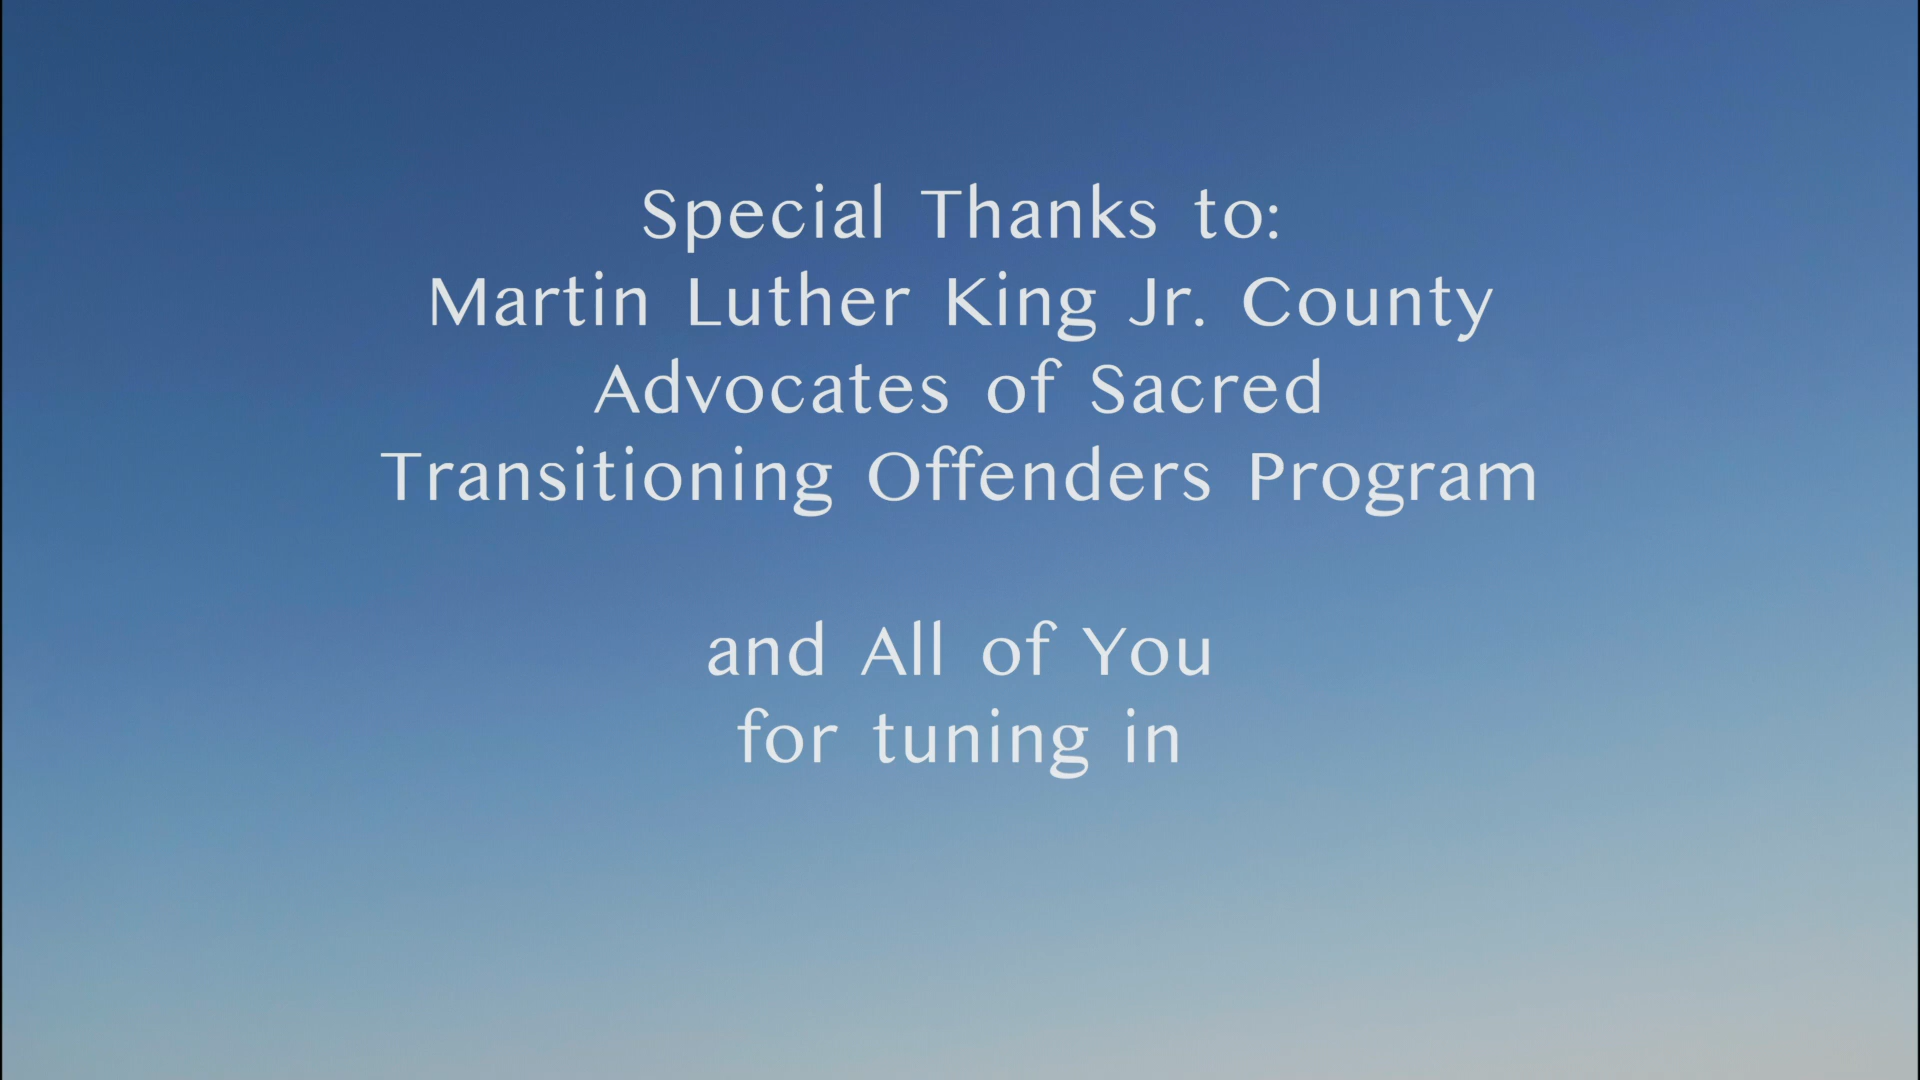 Special Thanks to:
Martin Luther King Jr. County
Advocates of Sacred
Transitioning Offenders Program
and All of You
for tuning in